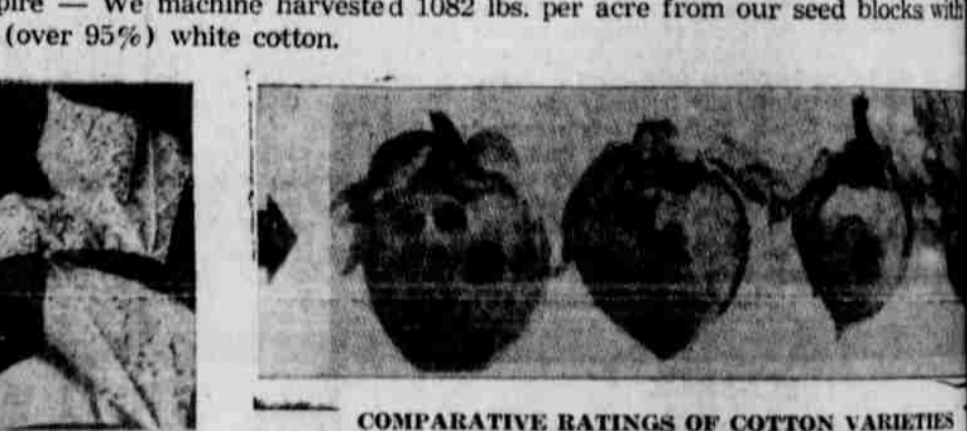 pire — We machine harvested 1082 lbs. per acre from our seed blocks with
(over 95%) white cotton.
COMPARATIVE RATINGS OF COTTON VARIETIES